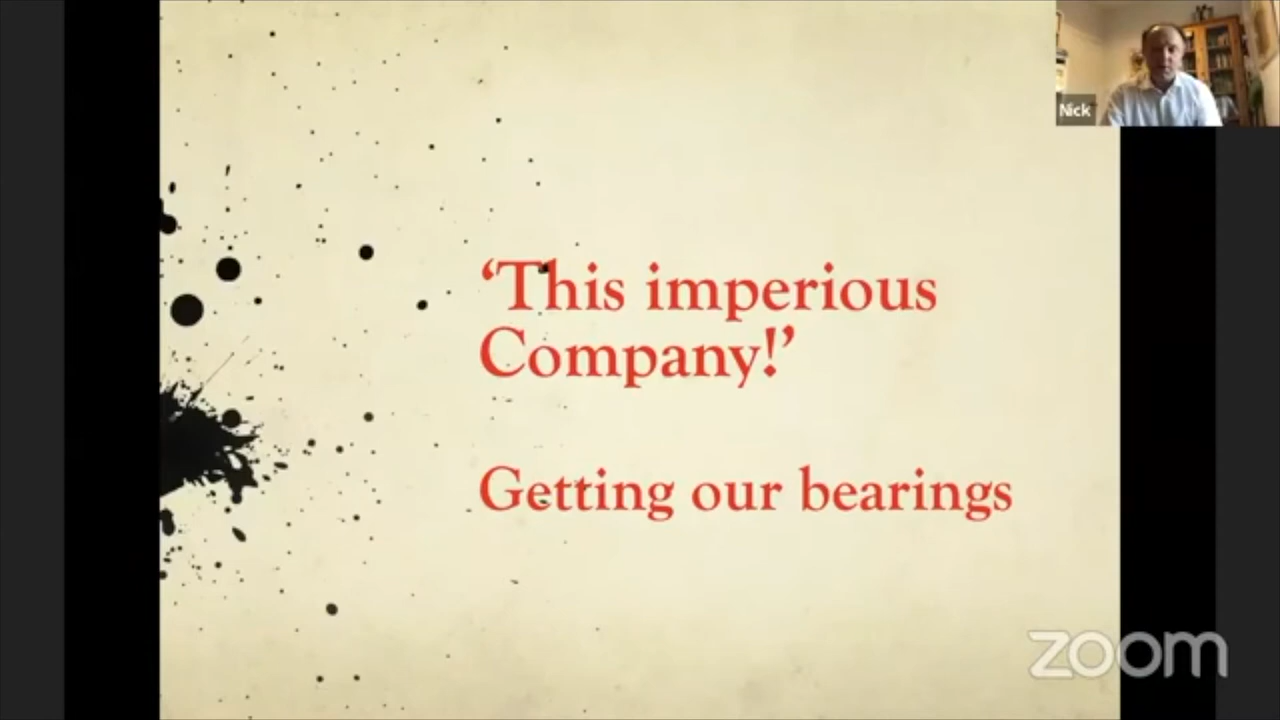 Nick
‘This imperious
Company!’
Getting our bearings
zoom